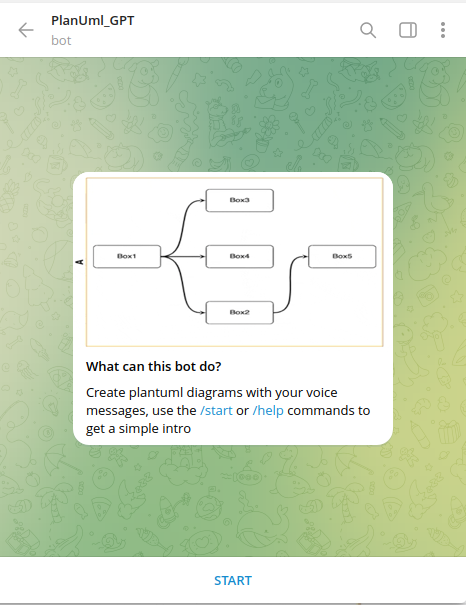 PlanUml_GPT
bot
Box3
Box1
Box4
Box5
Box2
A
What can this bot do?
Create plantuml diagrams with your voice
messages, use the /start or /help commands to
get a simple intro
START